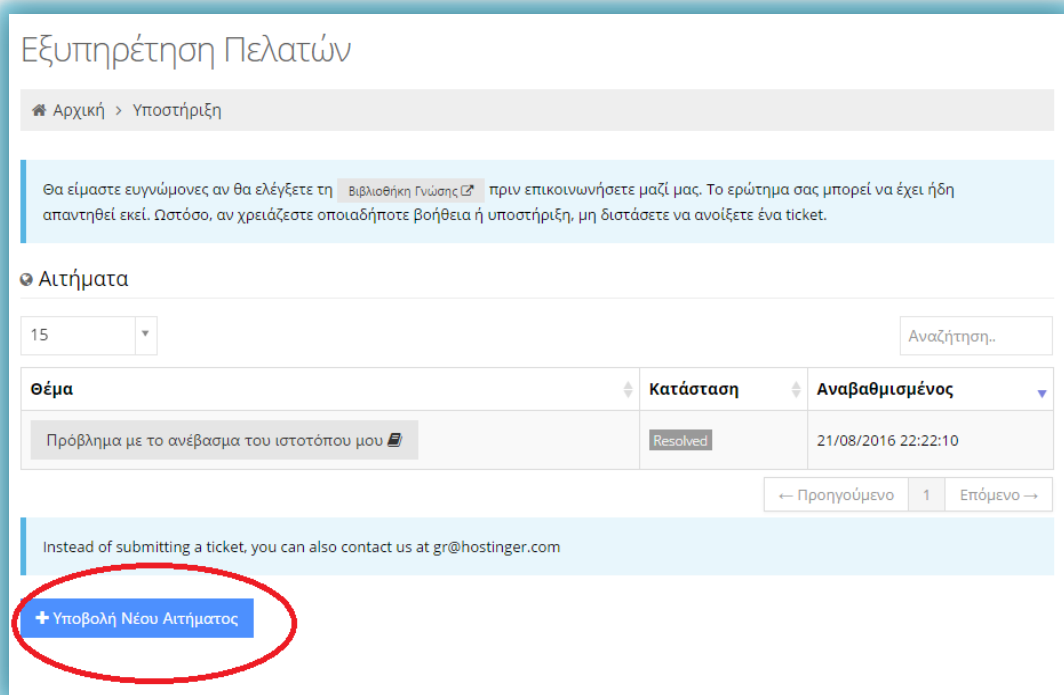 Εξυπηρέτηση Πελατών
Αρχική > Υποστήριξη
Θα είμαστε ευγνώμονες αν θα ελέγξετε τη Βιβλιοθήκη Γνώσης πριν επικοινωνήσετε μαζί μας. Το ερώτημα σας μπορεί να έχει ήδη
απαντηθεί εκεί. Ωστόσο, αν χρειάζεστε οποιαδήποτε βοήθεια ή υποστήριξη, μη διστάσετε να ανοίξετε ένα ticket.
Αιτήματα
15 Αναζήτηση..
Θέμα Κατάσταση Αναβαθμισμένος
Πρόβλημα με το ανέβασμα του ιστοτόπου μου Resolved 21/08/2016 22:22:10
← Προηγούμενο 1 Επόμενο →
Instead of submitting a ticket, you can also contact us at gr@hostinger.com
+ Υποβολή Νέου Αιτήματος